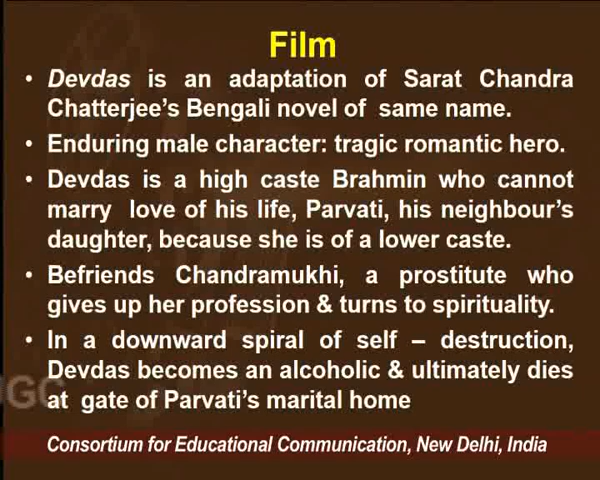 Film
• Devdas is an adaptation of Sarat Chandra
Chatterjee's Bengali novel of same name.
• Enduring male character: tragic romantic hero.
• Devdas is a high caste Brahmin who cannot
marry love of his life, Parvati, his neighbour's
daughter, because she is of a lower caste.
• Befriends Chandramukhi, a prostitute who
gives up her profession & turns to spirituality.
• In a downward spiral of self – destruction,
Devdas becomes an alcoholic & ultimately dies
at gate of Parvati's marital home
Consortium for Educational Communication, New Delhi, India